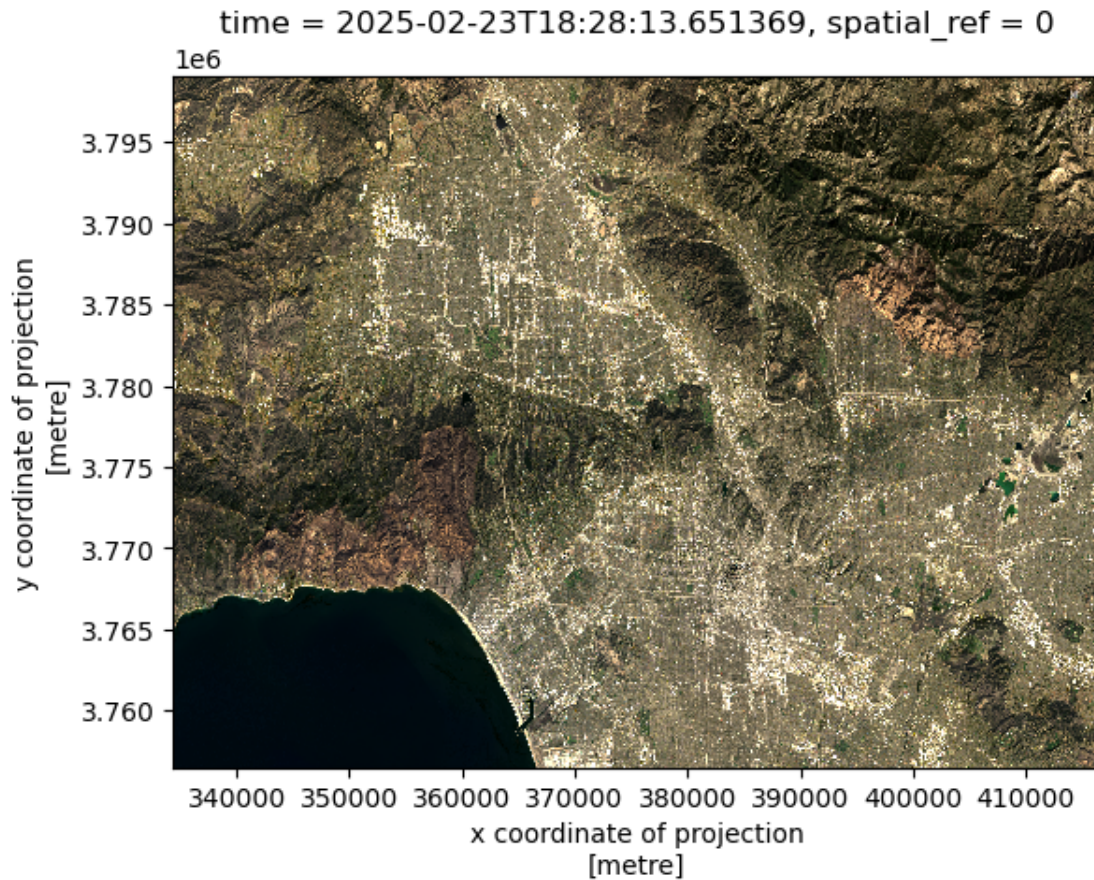 time = 2025-02-23T18:28:13.651369, spatial_ref = 0
1e6
3.795
3.790
3.785
3.780
3.775
3.770
3.765
3.760
y coordinate of projection
[metre]
340000 350000 360000 370000 380000 390000 400000 410000
x coordinate of projection
[metre]